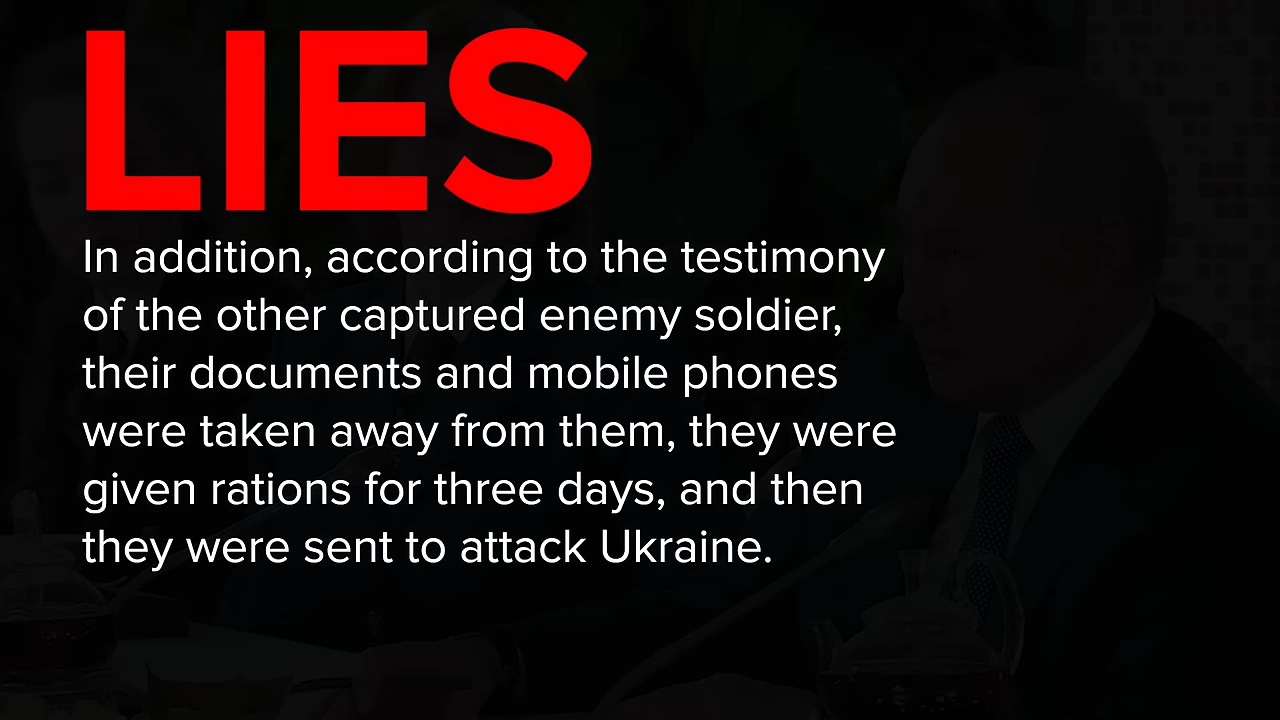 LIES
In addition, according to the testimony
of the other captured enemy soldier,
their documents and mobile phones
were taken away from them, they were
given rations for three days, and then
they were sent to attack Ukraine.